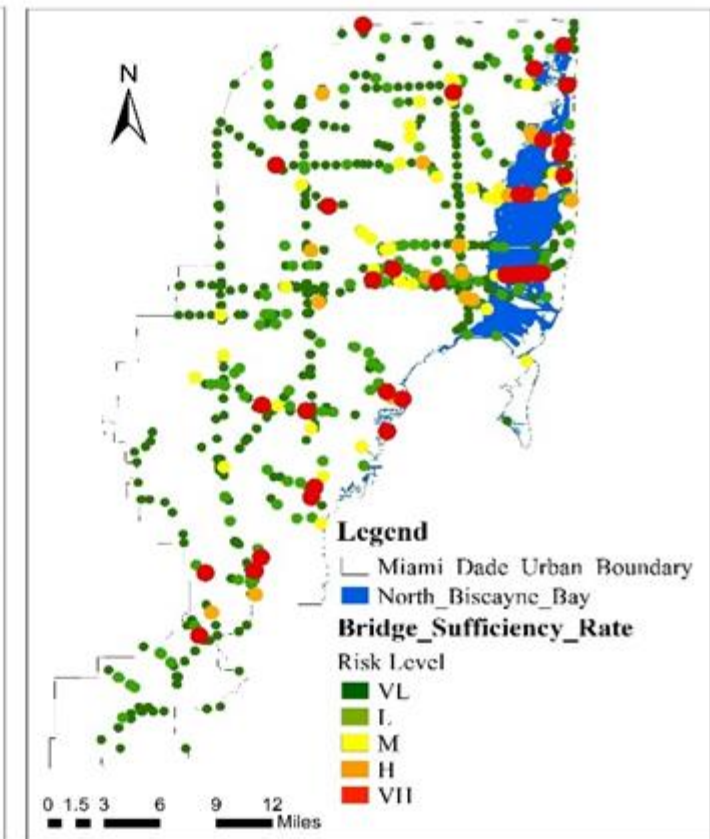 N
Legend
Miami Dade Urban Boundary
North_Biscayne_Bay
Bridge_Sufficiency_Rate
Risk Level
VL
L
M
H
VH
0 1.5 3 6 9 12
Miles